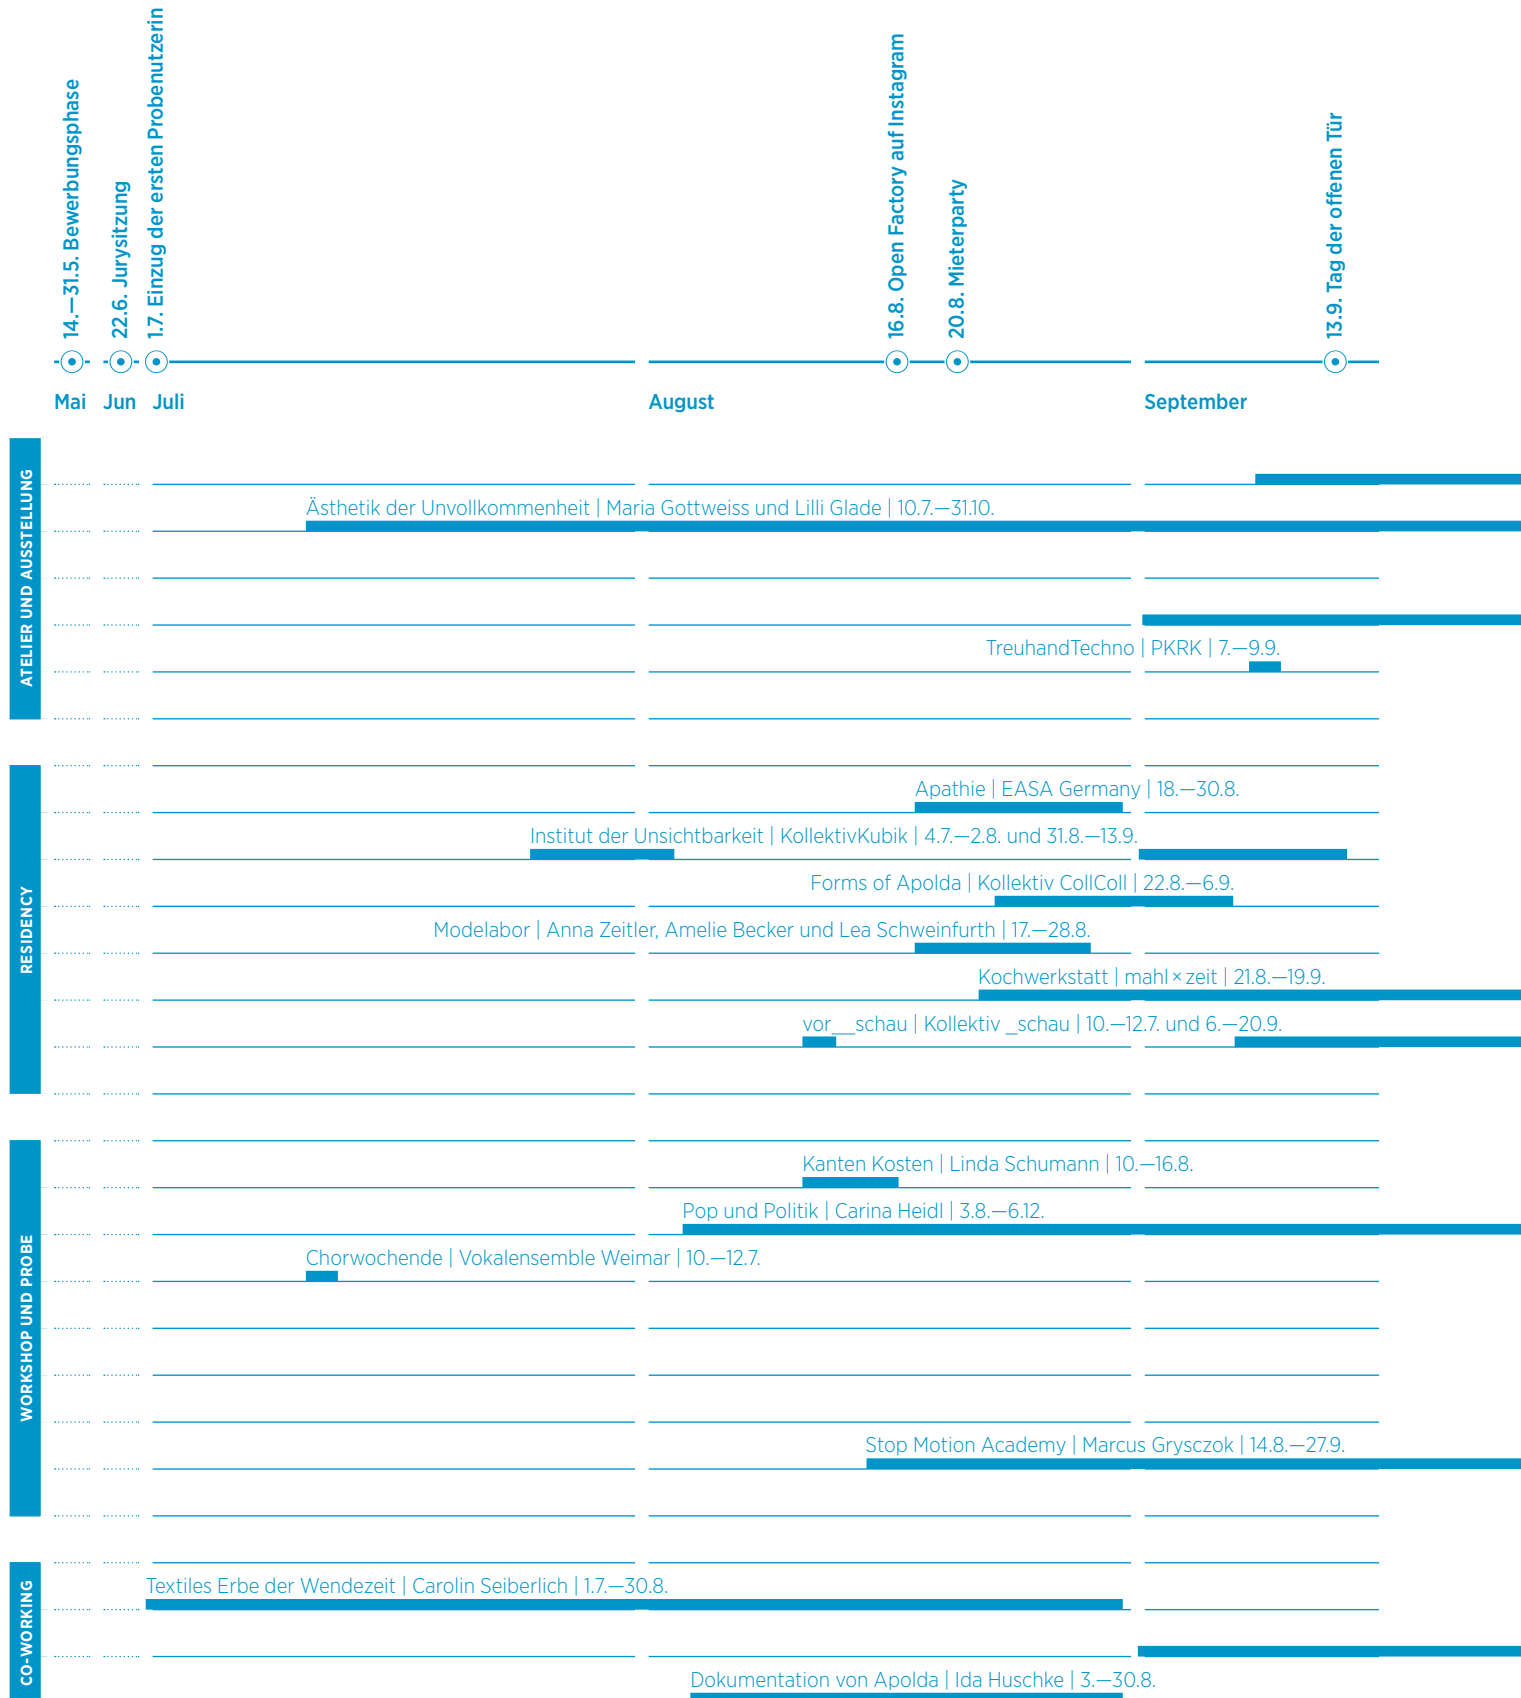 14.—31.5. Bewerbungsphase
22.6. Jurysitzung
1.7. Einzug der ersten Probenutzerin
16.8. Open Factory auf Instagram
20.8. Mieterparty
13.9. Tag der offenen Tür
Mai Jun Juli August September
ATELIER UND AUSSTELLUNG
Ästhetik der Unvollkommenheit | Maria Gottweiss und Lilli Glade | 10.7.—31.10.
TreuhandTechno | PKRK | 7.—9.9.
RESIDENCY
Apathie | EASA Germany | 18.—30.8.
Institut der Unsichtbarkeit | KollektivKubik | 4.7.—2.8. und 31.8.—13.9.
Forms of Apolda | Kollektiv CollColl | 22.8.—6.9.
Modelabor | Anna Zeitler, Amelie Becker und Lea Schweinfurth | 17.—28.8.
Kochwerkstatt | mahl × zeit | 21.8.—19.9.
vor__schau | Kollektiv _schau | 10.—12.7. und 6.—20.9.
WORKSHOP UND PROBE
Kanten Kosten | Linda Schumann | 10.—16.8.
Pop und Politik | Carina Heidl | 3.8.—6.12.
Chorwochende | Vokalensemble Weimar | 10.—12.7.
Stop Motion Academy | Marcus Grysczok | 14.8.—27.9.
CO-WORKING
Textiles Erbe der Wendezeit | Carolin Seiberlich | 1.7.—30.8.
Dokumentation von Apolda | Ida Huschke | 3.—30.8.